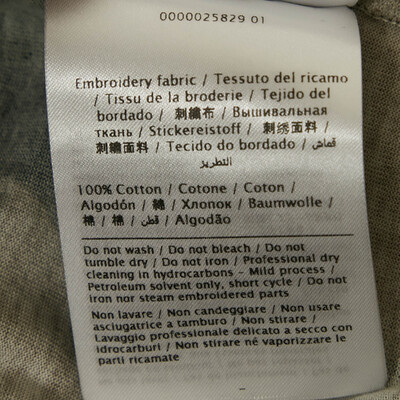 0000025829 01
Embroidery fabric / Tessuto del ricamo
/ Tissu de la broderie / Tejido del
bordado / 刺繍布 / Вышивальная
ткань / Stickereistoff / 刺绣面料 /
刺繡面料 / Tecido do bordado / قماش
التطريز
100% Cotton / Cotone / Coton /
Algodón / 綿 / Хлопок / Baumwolle /
棉 / 棉 / قطن / Algodão
Do not wash / Do not bleach / Do not
tumble dry / Do not iron / Professional dry
cleaning in hydrocarbons - Mild process /
Petroleum solvent only, short cycle / Do not
iron nor steam embroidered parts
Non lavare / Non candeggiare / Non usare
asciugatrice a tamburo / Non stirare /
Lavaggio professionale delicato a secco con
idrocarburi / Non stirare né vaporizzare le
parti ricamate